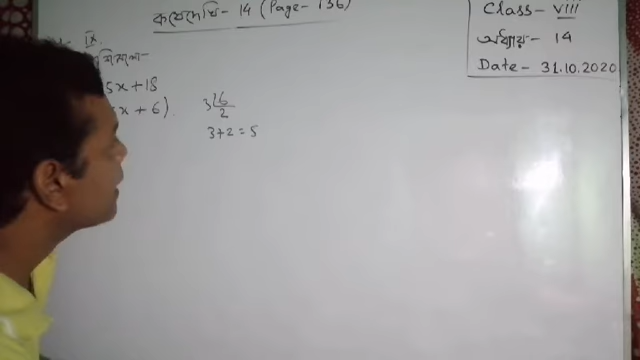 কষেদেখি - 14 (Page - 136)
Class - viii
অধ্যায় - 14
Date - 31.10.2020
IX.
5x + 18
x + 6)
3 | 6
2
3 + 2 = 5